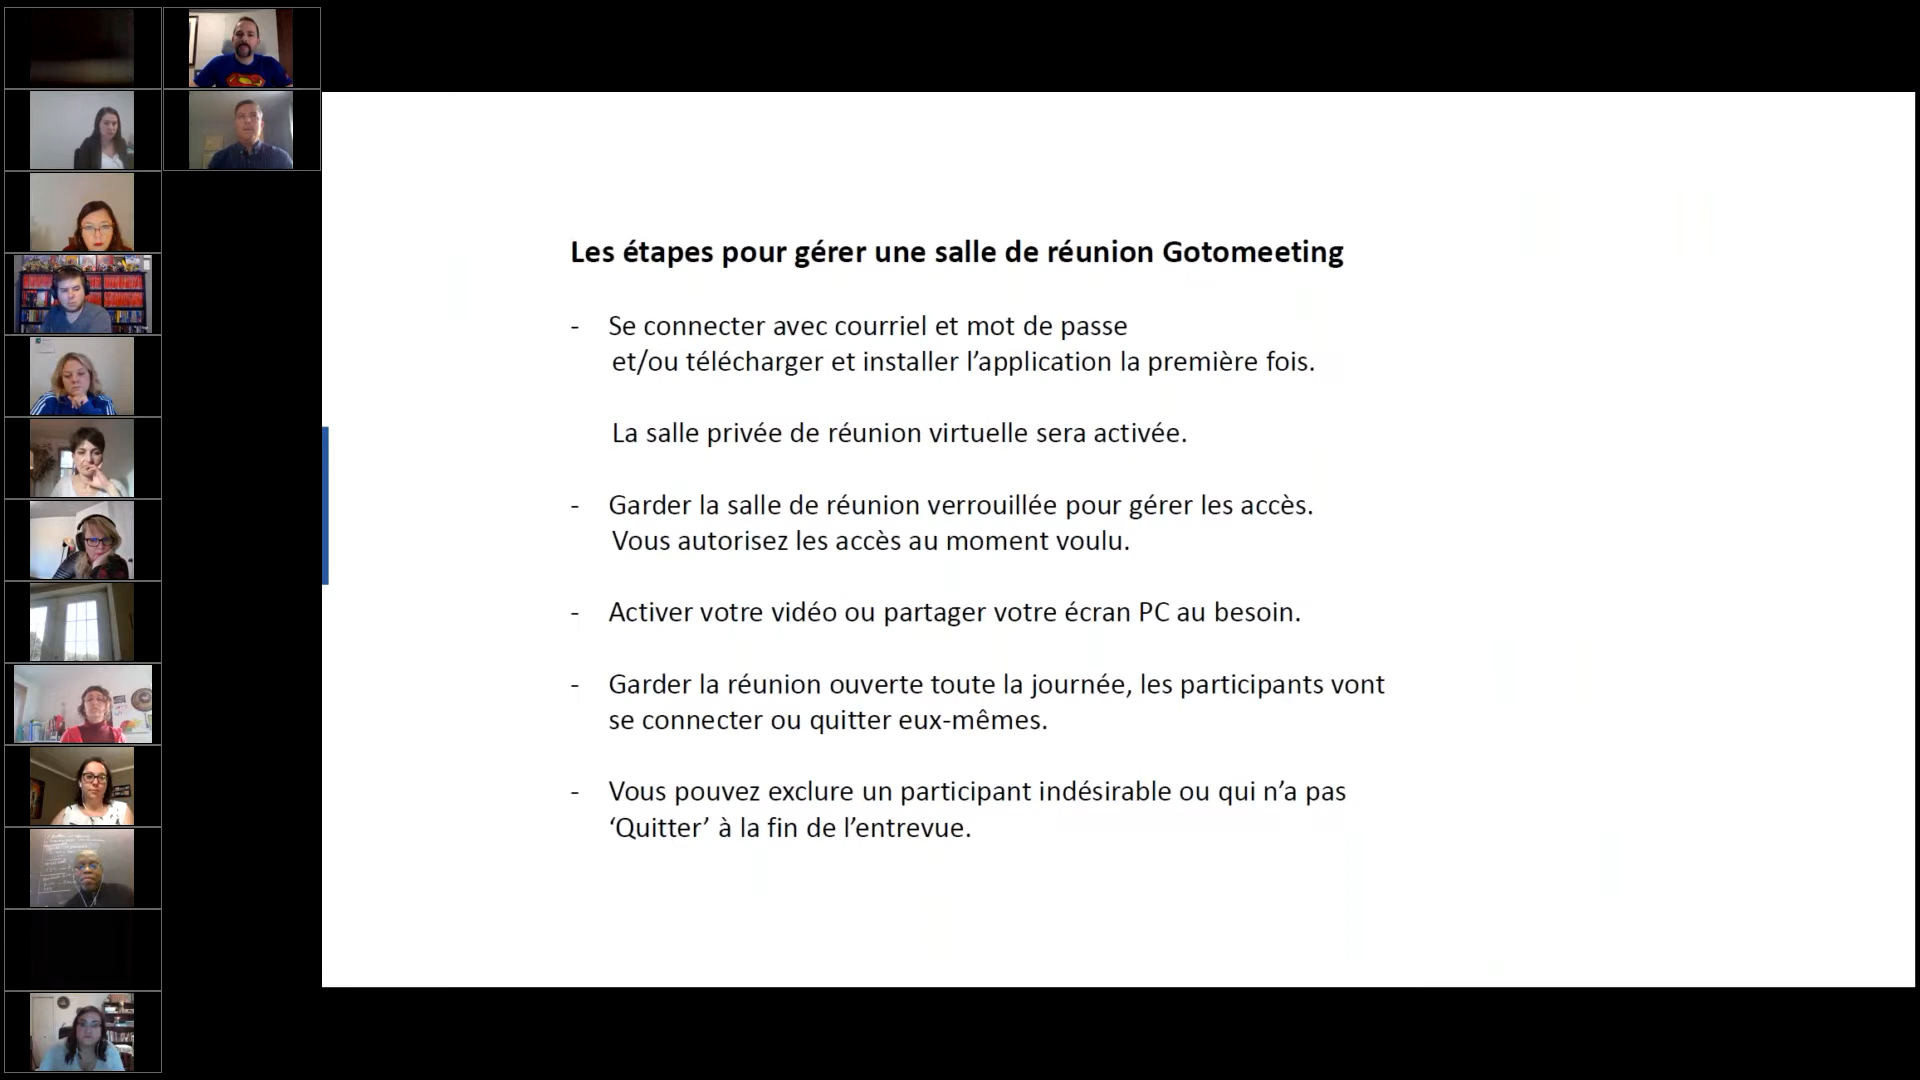 Les étapes pour gérer une salle de réunion Gotomeeting
- Se connecter avec courriel et mot de passe
et/ou télécharger et installer l’application la première fois.
La salle privée de réunion virtuelle sera activée.
- Garder la salle de réunion verrouillée pour gérer les accès.
Vous autorisez les accès au moment voulu.
- Activer votre vidéo ou partager votre écran PC au besoin.
- Garder la réunion ouverte toute la journée, les participants vont
se connecter ou quitter eux-mêmes.
- Vous pouvez exclure un participant indésirable ou qui n’a pas
‘Quitter’ à la fin de l’entrevue.